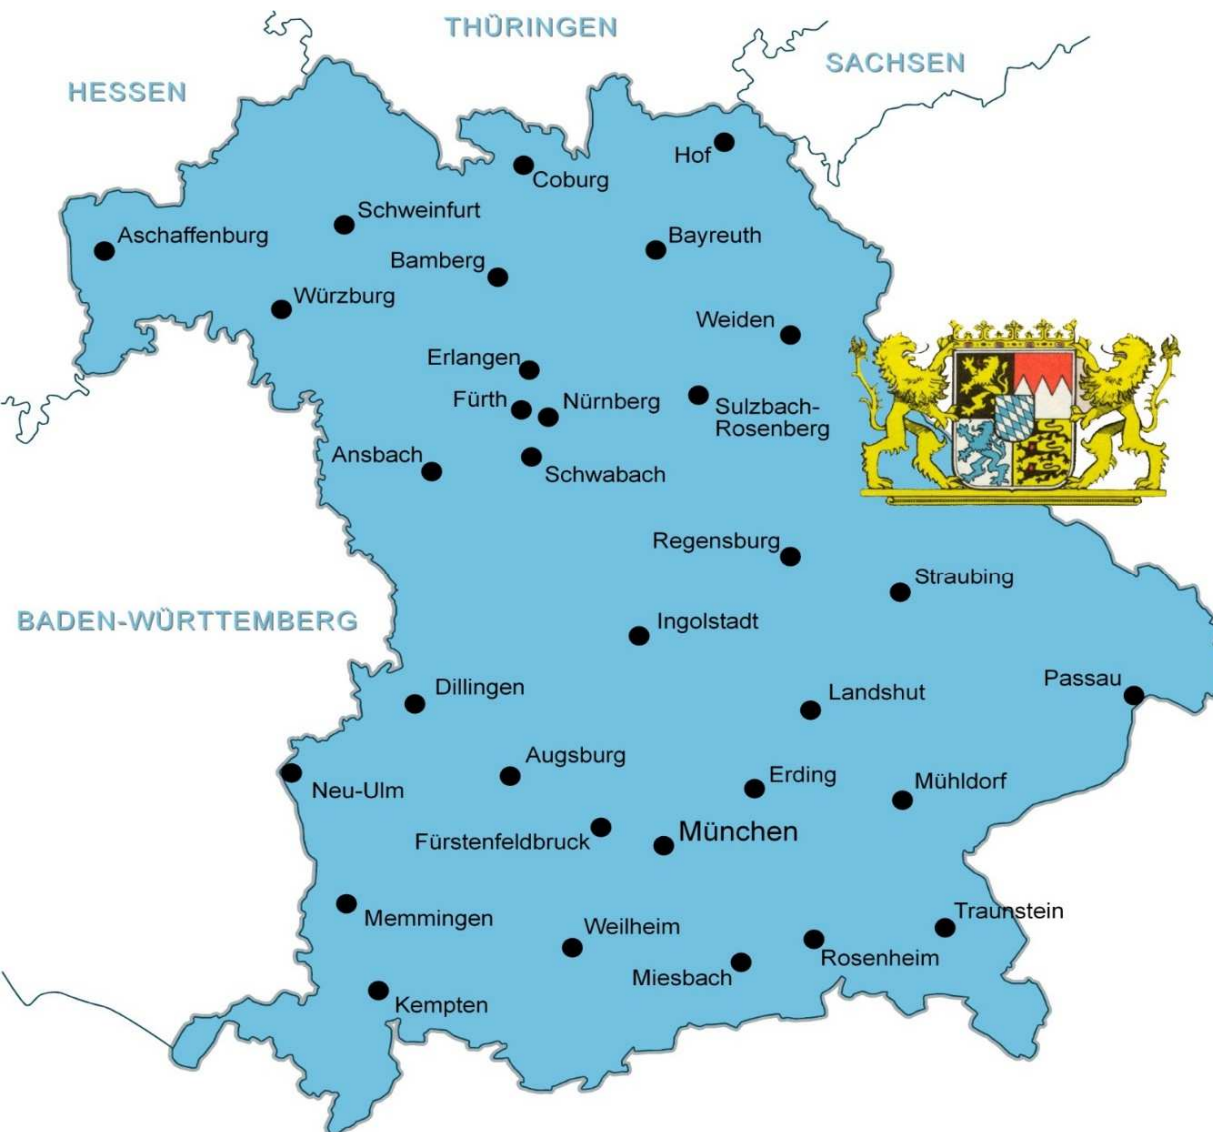 THÜRINGEN
SACHSEN
HESSEN
Hof
Coburg
Schweinfurt
Aschaffenburg
Bayreuth
Bamberg
Würzburg
Weiden
Erlangen
Fürth
Nürnberg
Sulzbach-
Rosenberg
Ansbach
Schwabach
Regensburg
Straubing
BADEN-WÜRTTEMBERG
Ingolstadt
Dillingen
Landshut
Passau
Augsburg
Erding
Mühldorf
Neu-Ulm
Fürstenfeldbruck
München
Memmingen
Traunstein
Weilheim
Rosenheim
Miesbach
Kempten